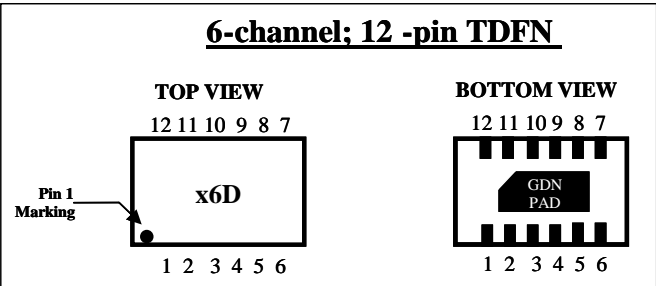 6-channel; 12 -pin TDFN
TOP VIEW
12 11 10 9 8 7
x6D
Pin 1
Marking
1 2 3 4 5 6
BOTTOM VIEW
12 11 10 9 8 7
GDN
PAD
1 2 3 4 5 6